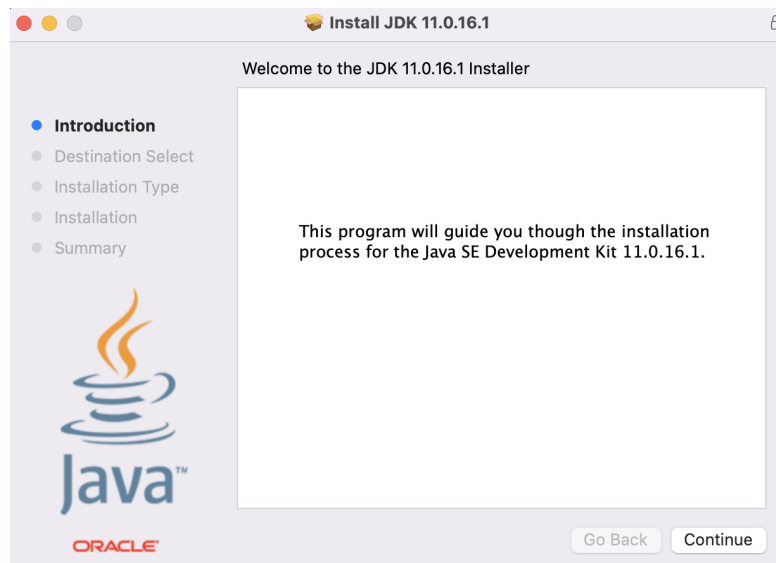 Install JDK 11.0.16.1
Welcome to the JDK 11.0.16.1 Installer
Introduction
Destination Select
Installation Type
Installation
Summary
This program will guide you though the installation
process for the Java SE Development Kit 11.0.16.1.
Java™
ORACLE®
Go Back
Continue